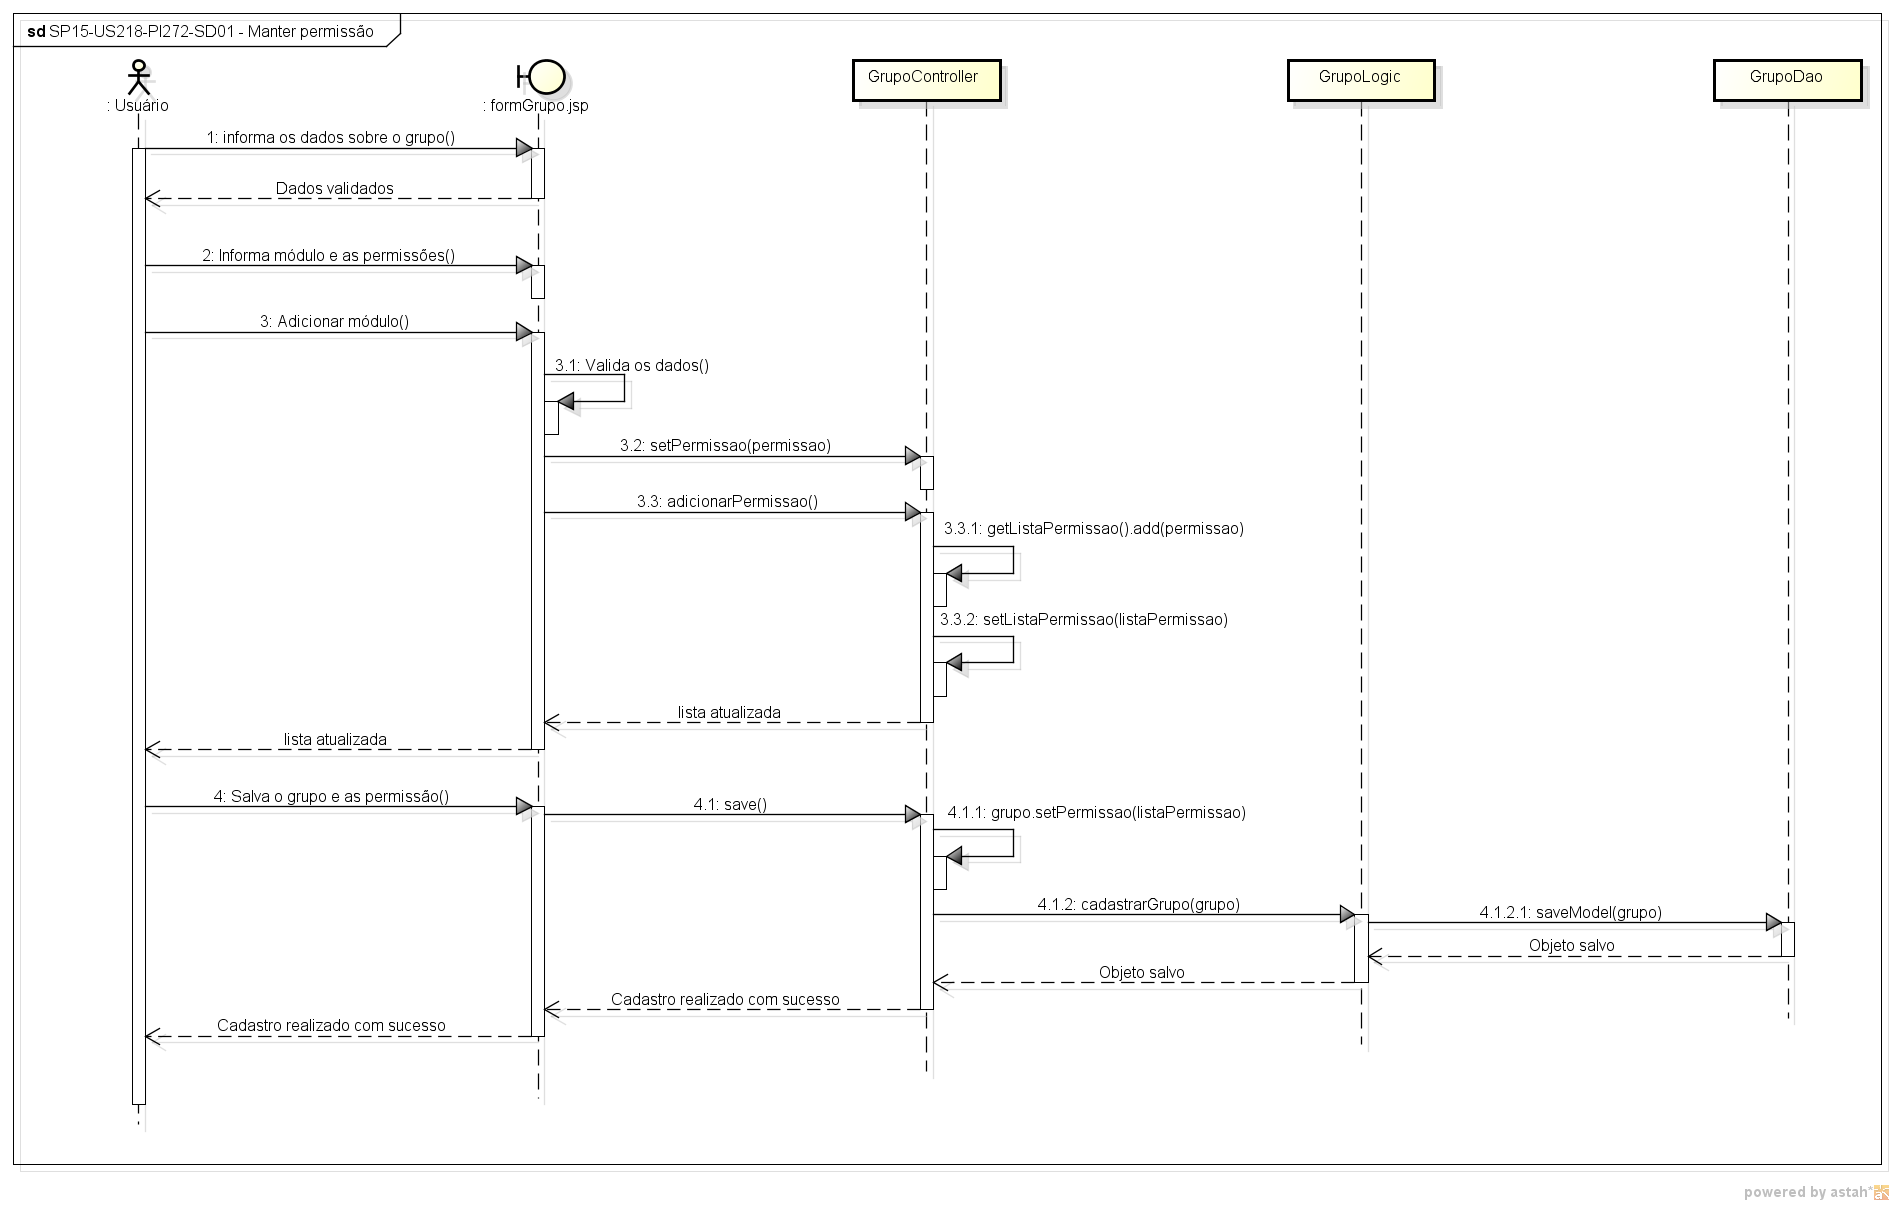 sd SP15-US218-PI272-SD01 - Manter permissão
: Usuário
: formGrupo.jsp
GrupoController
GrupoLogic
GrupoDao
1: informa os dados sobre o grupo()
Dados validados
2: Informa módulo e as permissões()
3: Adicionar módulo()
3.1: Valida os dados()
3.2: setPermissao(permissao)
3.3: adicionarPermissao()
3.3.1: getListaPermissao().add(permissao)
3.3.2: setListaPermissao(listaPermissao)
lista atualizada
lista atualizada
4: Salva o grupo e as permissão()
4.1: save()
4.1.1: grupo.setPermissao(listaPermissao)
4.1.2: cadastrarGrupo(grupo)
4.1.2.1: saveModel(grupo)
Objeto salvo
Objeto salvo
Cadastro realizado com sucesso
Cadastro realizado com sucesso
powered by astah*